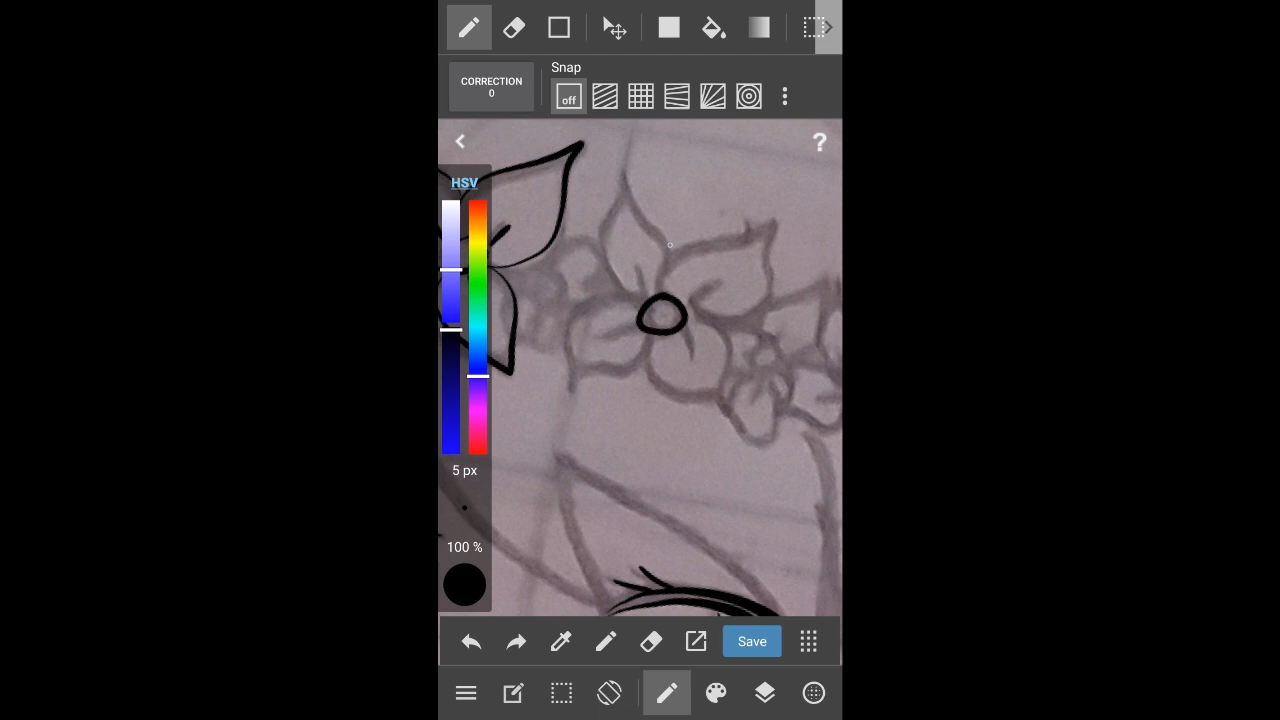 CORRECTION
0
Snap
off
?
HSV
5 px
100 %
Save